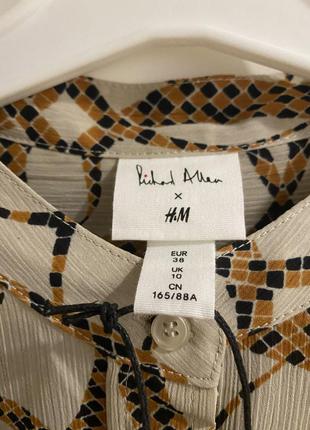 Richard Allan
×
H&M
EUR
38
UK
10
CN
165/88A